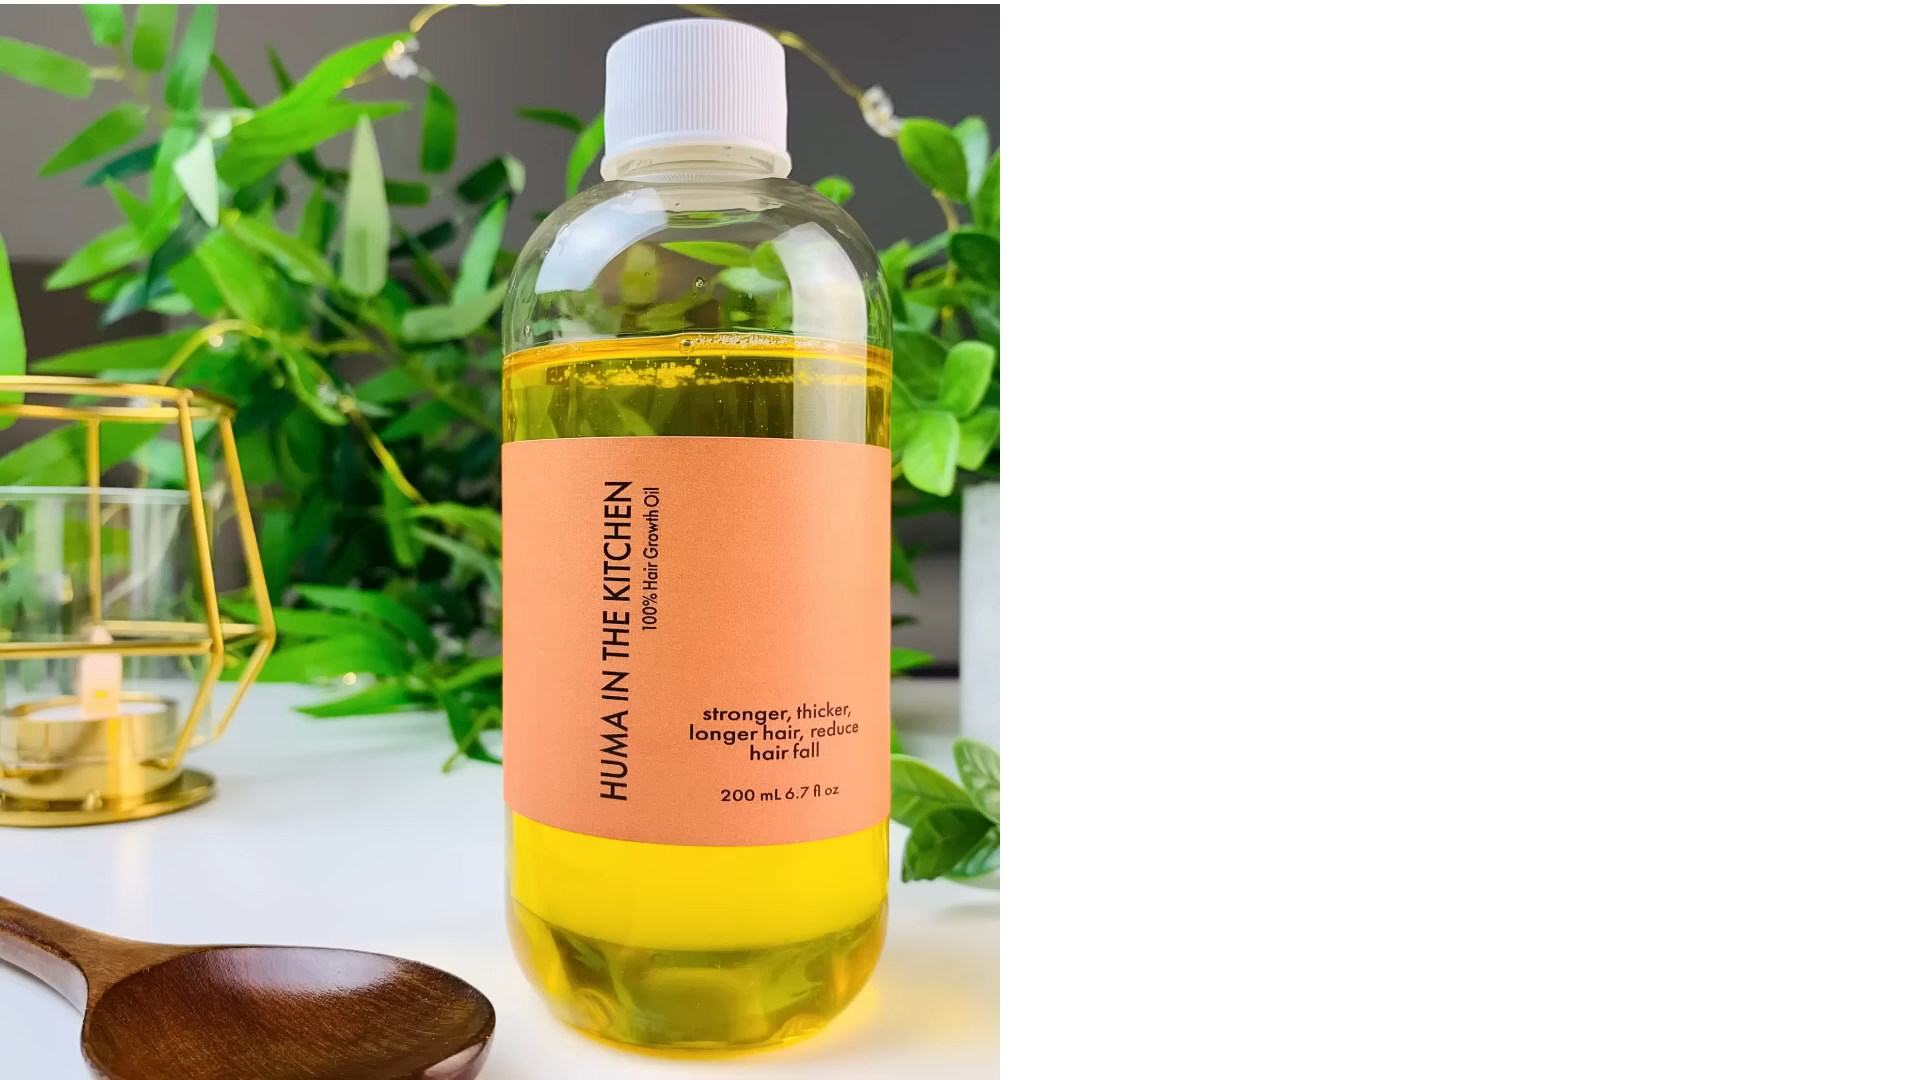 HUMA IN THE KITCHEN
100% Hair Growth Oil
stronger, thicker,
longer hair, reduce
hair fall
200 mL 6.7 fl oz